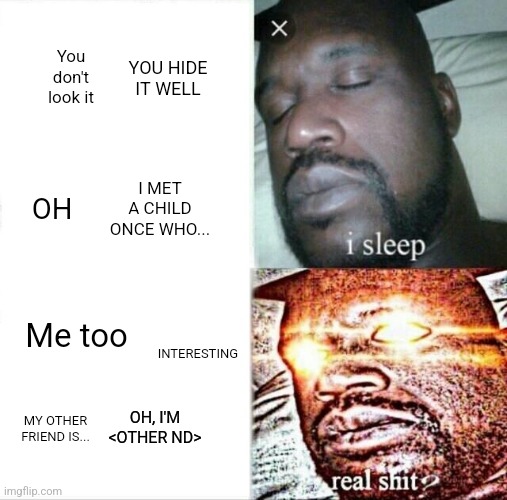 You
don't
look it
YOU HIDE
IT WELL
OH
I MET
A CHILD
ONCE WHO...
i sleep
Me too
INTERESTING
MY OTHER
FRIEND IS...
OH, I'M
<OTHER ND>
real shit?
imgflip.com